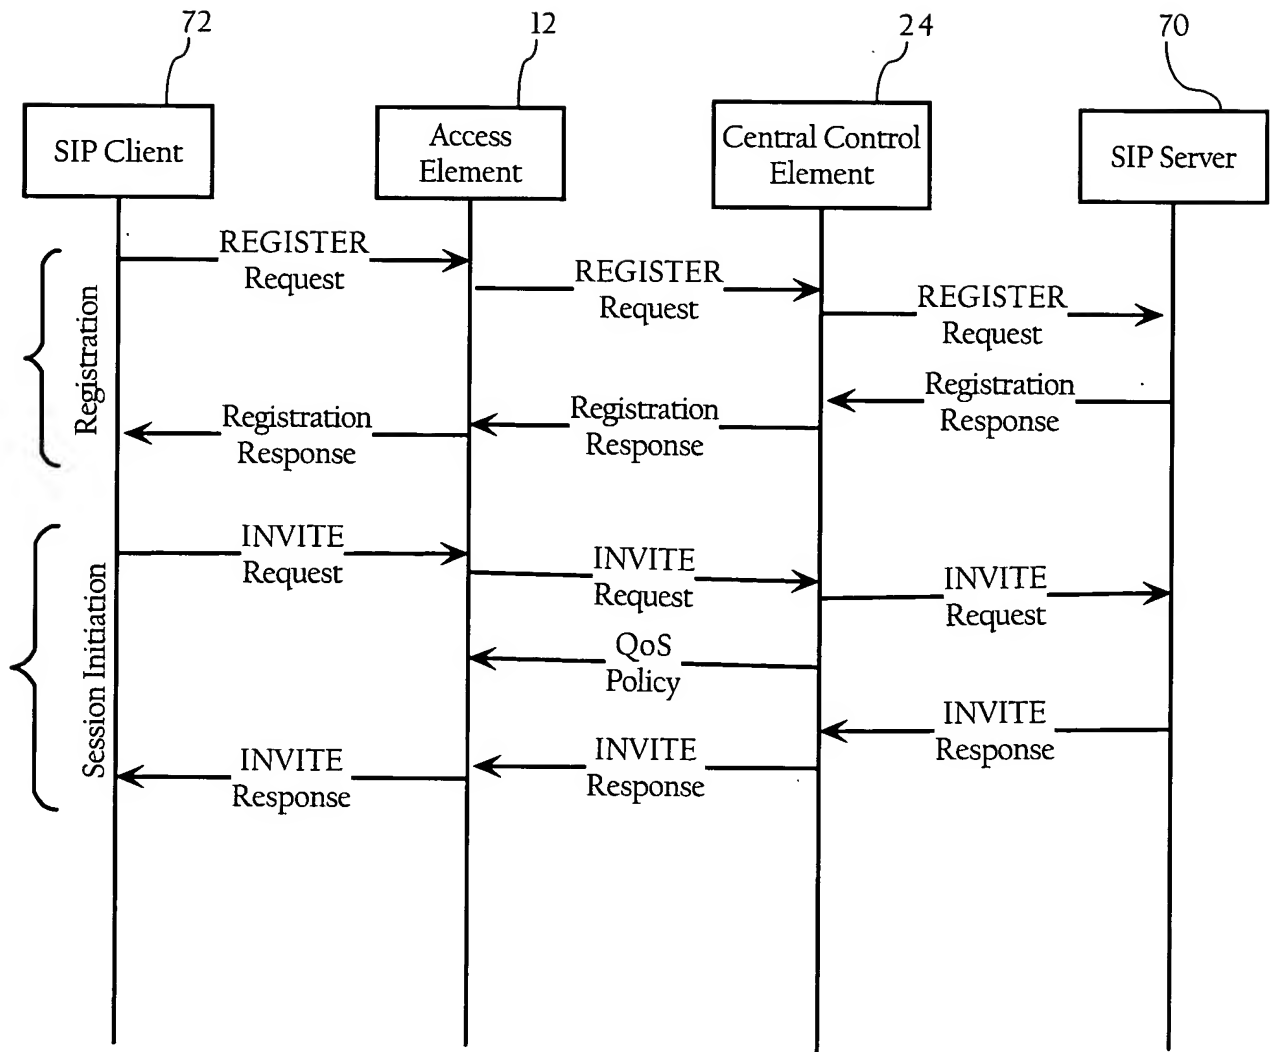 72
12
24
70
SIP Client
Access
Element
Central Control
Element
SIP Server
Registration
REGISTER
Request
REGISTER
Request
REGISTER
Request
Registration
Response
Registration
Response
Registration
Response
Session Initiation
INVITE
Request
INVITE
Request
INVITE
Request
QoS
Policy
INVITE
Response
INVITE
Response
INVITE
Response